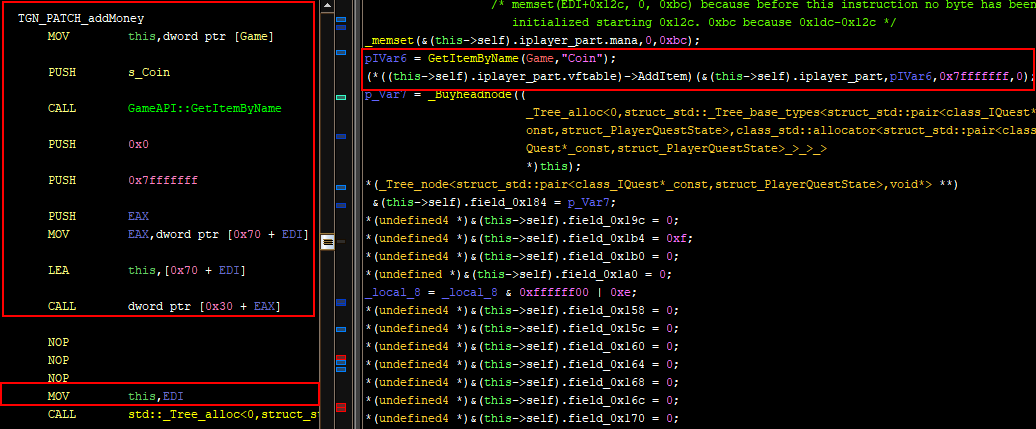 TGN_PATCH_addMoney
MOV this,dword ptr [Game]
PUSH s_Coin
CALL GameAPI::GetItemByName
PUSH 0x0
PUSH 0x7fffffff
PUSH EAX
MOV EAX,dword ptr [0x70 + EDI]
LEA this,[0x70 + EDI]
CALL dword ptr [0x30 + EAX]
NOP
NOP
NOP
MOV this,EDI
CALL std::_Tree_alloc<0,struct_st
/* memset(EDI+0x12c, 0, 0xbc) because before this instruction no byte has been
initialized starting 0x12c. 0xbc because 0x1dc-0x12c */
_memset(&(this->self).iplayer_part.mana,0,0xbc);
pIVar6 = GetItemByName(Game,"Coin");
(*((this->self).iplayer_part.vftable)->AddItem)(&(this->self).iplayer_part,pIVar6,0x7fffffff,0);
p_Var7 = _Buyheadnode((
_Tree_alloc<0,struct_std::_Tree_base_types<struct_std::pair<class_IQuest*
onst,struct_PlayerQuestState>,class_std::allocator<struct_std::pair<class
Quest*_const,struct_PlayerQuestState>_>_>_>
*)this);
*(_Tree_node<struct_std::pair<class_IQuest*_const,struct_PlayerQuestState>,void*> **)
&(this->self).field_0x184 = p_Var7;
*(undefined4 *)&(this->self).field_0x19c = 0;
*(undefined4 *)&(this->self).field_0x1b4 = 0xf;
*(undefined4 *)&(this->self).field_0x1b0 = 0;
*(undefined *)&(this->self).field_0x1a0 = 0;
_local_8 = _local_8 & 0xffffff00 | 0xe;
*(undefined4 *)&(this->self).field_0x158 = 0;
*(undefined4 *)&(this->self).field_0x15c = 0;
*(undefined4 *)&(this->self).field_0x160 = 0;
*(undefined4 *)&(this->self).field_0x164 = 0;
*(undefined4 *)&(this->self).field_0x168 = 0;
*(undefined4 *)&(this->self).field_0x16c = 0;
*(undefined4 *)&(this->self).field_0x170 = 0;